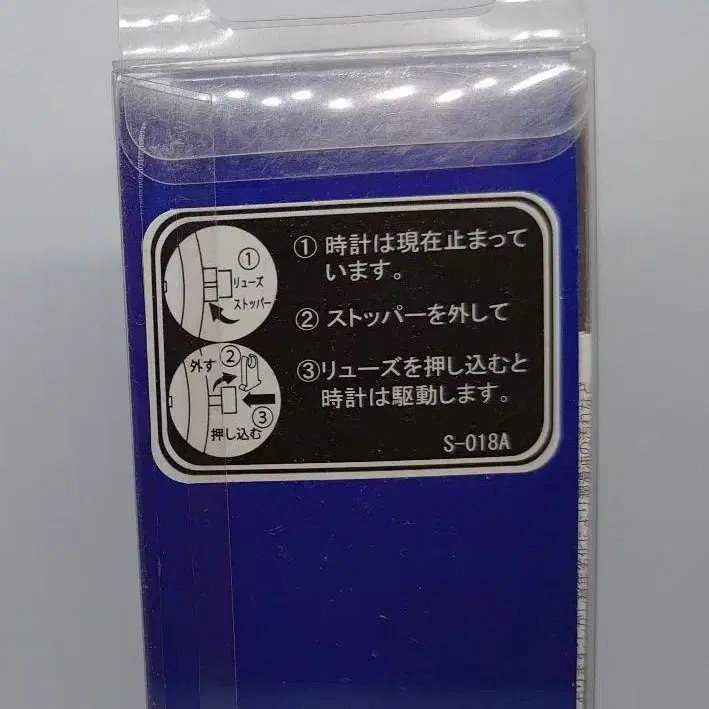 ① 時計は現在止まって
います。
② ストッパーを外して
③リューズを押し込むと
時計は駆動します。
S-018A
①
リューズ
ストッパー
外す
②
③
押し込む